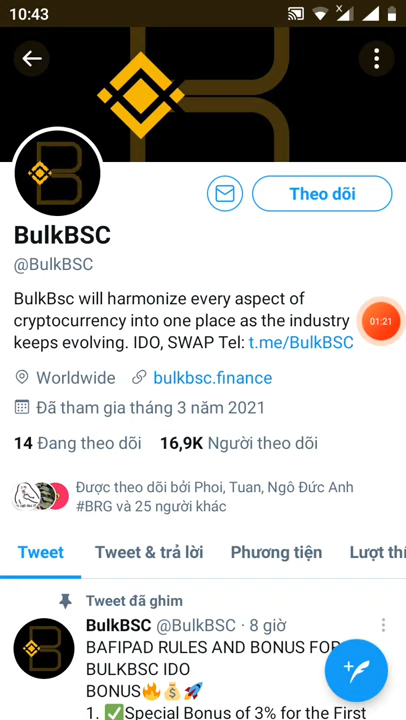 10:43
BulkBSC
@BulkBSC
Theo dõi
BulkBsc will harmonize every aspect of
cryptocurrency into one place as the industry
keeps evolving. IDO, SWAP Tel: t.me/BulkBSC
01:21
Worldwide bulkbsc.finance
Đã tham gia tháng 3 năm 2021
14 Đang theo dõi 16,9K Người theo dõi
Được theo dõi bởi Phoi, Tuan, Ngô Đức Anh
#BRG và 25 người khác
Tweet Tweet & trả lời Phương tiện Lượt thí
Tweet đã ghim
BulkBSC @BulkBSC · 8 giờ
BAFIPAD RULES AND BONUS FOR
BULKBSC IDO
BONUS🔥💰🚀
1. ✅Special Bonus of 3% for the First